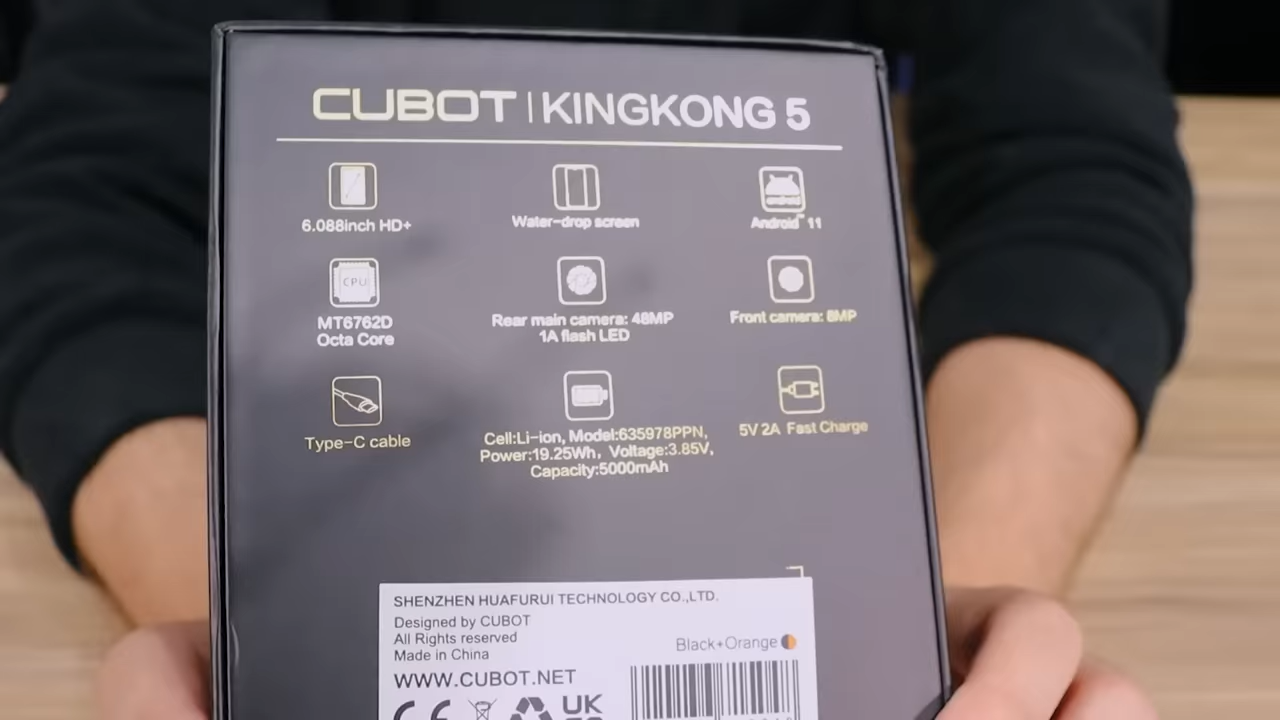 CUBOT | KINGKONG 5
6.088inch HD+
Water-drop screen
android
Android™ 11
CPU
MT6762D
Octa Core
Rear main camera: 48MP
1A flash LED
Front camera: 8MP
Type-C cable
Cell:Li-ion, Model:635978PPN,
Power:19.25Wh, Voltage:3.85V,
Capacity:5000mAh
5V 2A Fast Charge
SHENZHEN HUAFURUI TECHNOLOGY CO.,LTD.
Designed by CUBOT
All Rights reserved
Made in China
Black+Orange
WWW.CUBOT.NET
CE
UK